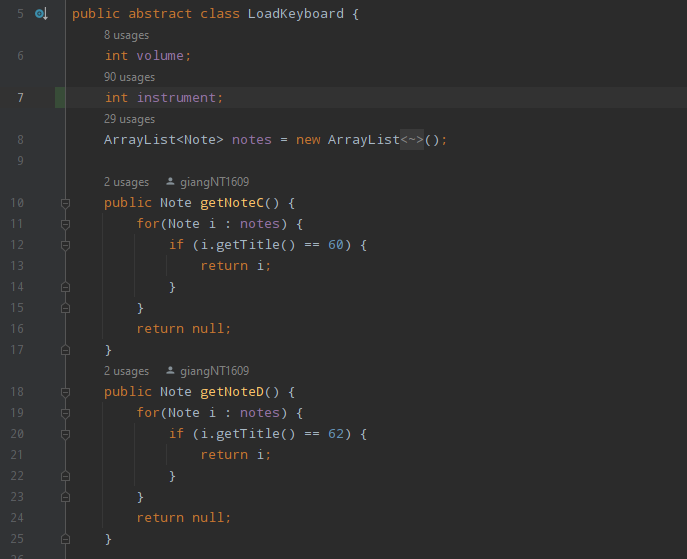 5 public abstract class LoadKeyboard {
8 usages
6 int volume;
90 usages
7 int instrument;
29 usages
8 ArrayList<Note> notes = new ArrayList<~>();
9
2 usages giangNT1609
10 public Note getNoteC() {
11 for(Note i : notes) {
12 if (i.getTitle() == 60) {
13 return i;
14 }
15 }
16 return null;
17 }
2 usages giangNT1609
18 public Note getNoteD() {
19 for(Note i : notes) {
20 if (i.getTitle() == 62) {
21 return i;
22 }
23 }
24 return null;
25 }